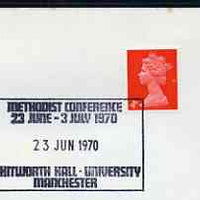 METHODIST CONFERENCE
23 JUNE - 3 JULY 1970
23 JUN 1970
WHITWORTH HALL - UNIVERSITY
MANCHESTER